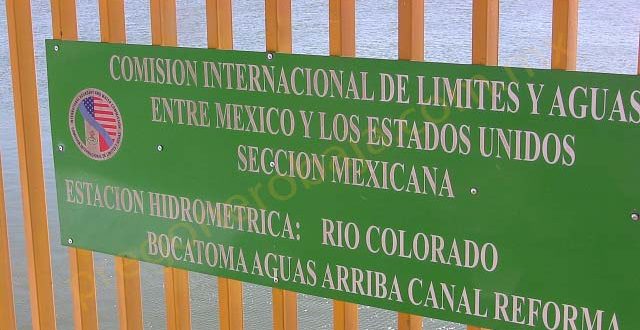 COMISION INTERNACIONAL DE LIMITES Y AGUAS
ENTRE MEXICO Y LOS ESTADOS UNIDOS
SECCION MEXICANA
ESTACION HIDROMETRICA: RIO COLORADO
BOCATOMA AGUAS ARRIBA CANAL REFORMA